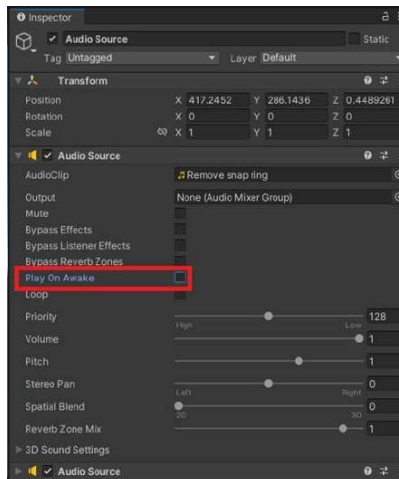 Inspector
Audio Source Static
Tag Untagged Layer Default
Transform
Position X 417.2452 Y 286.1436 Z 0.4489261
Rotation X 0 Y 0 Z 0
Scale X 1 Y 1 Z 1
Audio Source
AudioClip Remove snap ring
Output None (Audio Mixer Group)
Mute
Bypass Effects
Bypass Listener Effects
Bypass Reverb Zones
Play On Awake
Loop
Priority 128
High Low
Volume 1
Pitch 1
Stereo Pan 0
Left Right
Spatial Blend 0
2D 3D
Reverb Zone Mix 1
3D Sound Settings
Audio Source